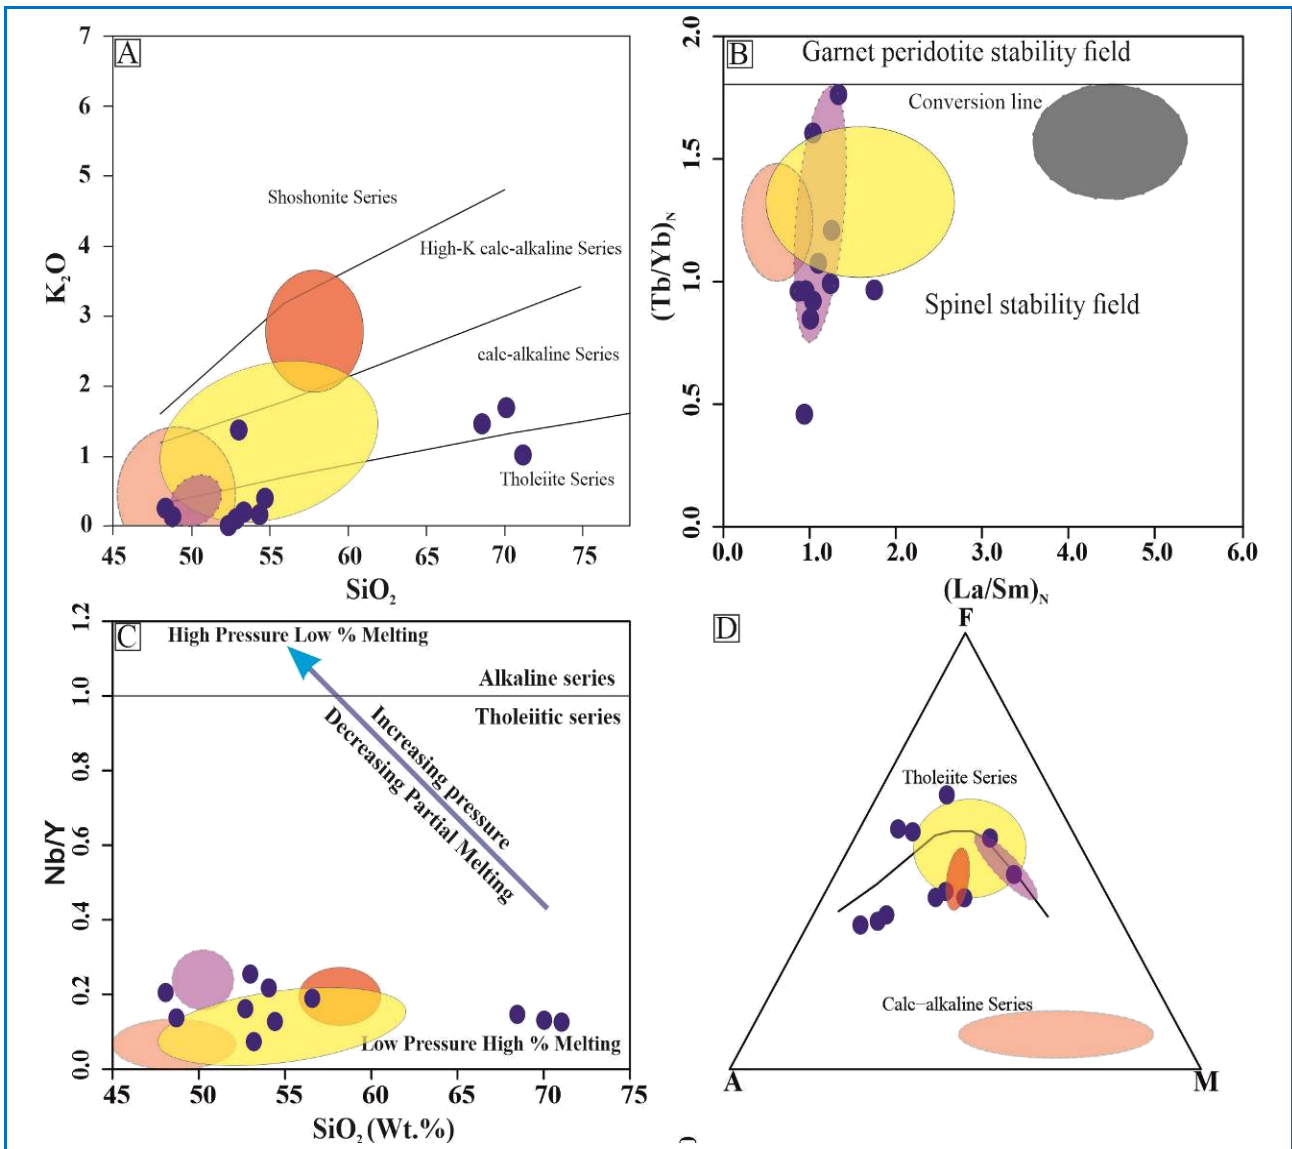 A
7
6
5
4
3
2
1
0
K₂O
Shoshonite Series
High-K calc-alkaline Series
calc-alkaline Series
Tholeiite Series
45 50 55 60 65 70 75
SiO₂
B
2.0
1.5
1.0
0.5
0.0
(Tb/Yb)N
Garnet peridotite stability field
Conversion line
Spinel stability field
0.0 1.0 2.0 3.0 4.0 5.0 6.0
(La/Sm)N
C
1.2
1.0
0.8
0.6
0.4
0.2
0.0
Nb/Y
High Pressure Low % Melting
Alkaline series
Tholeiitic series
Increasing pressure
Decreasing Partial Melting
Low Pressure High % Melting
45 50 55 60 65 70 75
SiO₂ (Wt.%)
D
F
Tholeiite Series
Calc-alkaline Series
A M